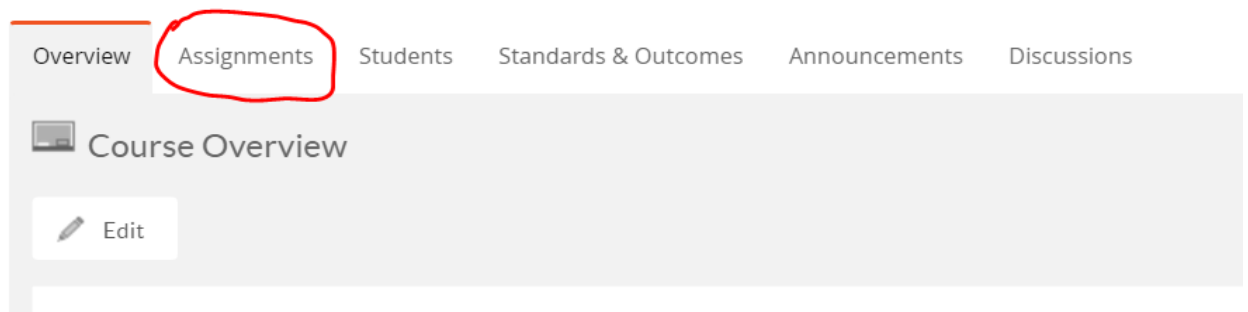 Overview Assignments Students Standards & Outcomes Announcements Discussions
Course Overview
Edit